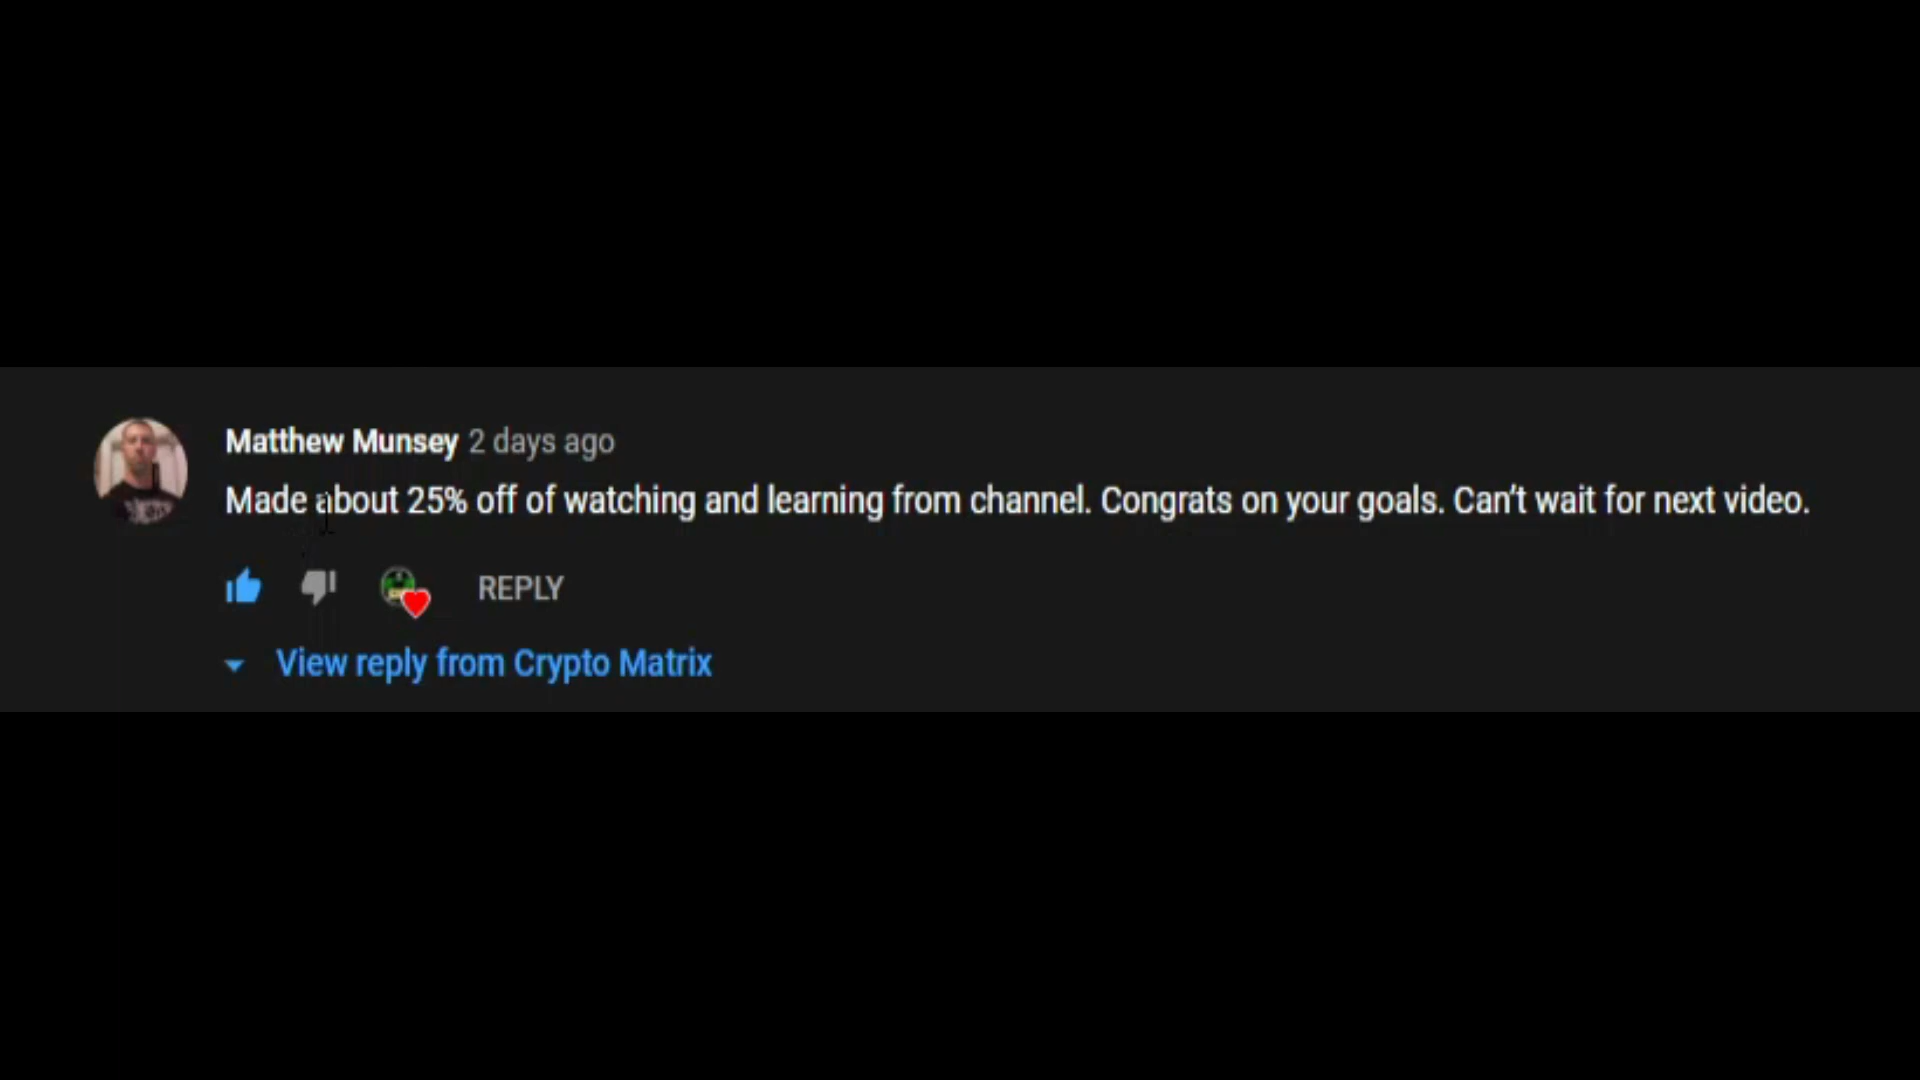 Matthew Munsey 2 days ago
Made about 25% off of watching and learning from channel. Congrats on your goals. Can't wait for next video.
REPLY
View reply from Crypto Matrix